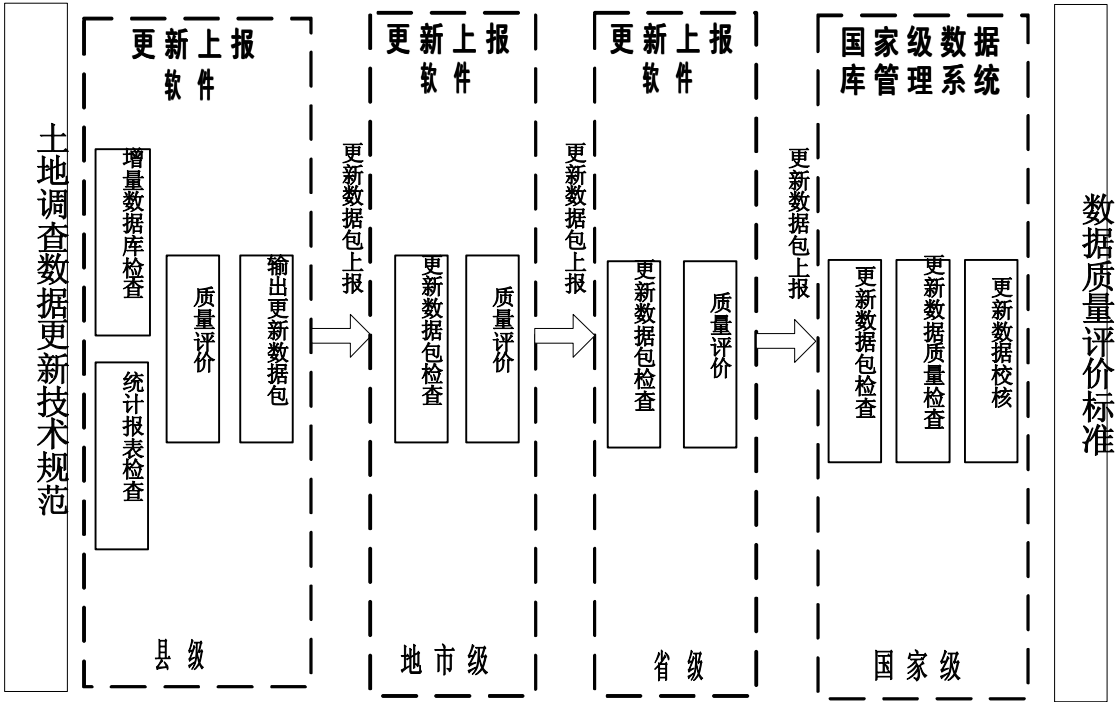 土地调查数据更新技术规范
更新上报
软件
增量数据库检查
统计报表检查
质量评价
输出更新数据包
县级
更新数据包上报
更新上报
软件
更新数据包检查
质量评价
地市级
更新数据包上报
更新上报
软件
更新数据包检查
质量评价
省级
更新数据包上报
国家级数据
库管理系统
更新数据包检查
更新数据质量检查
更新数据校核
国家级
数据质量评价标准